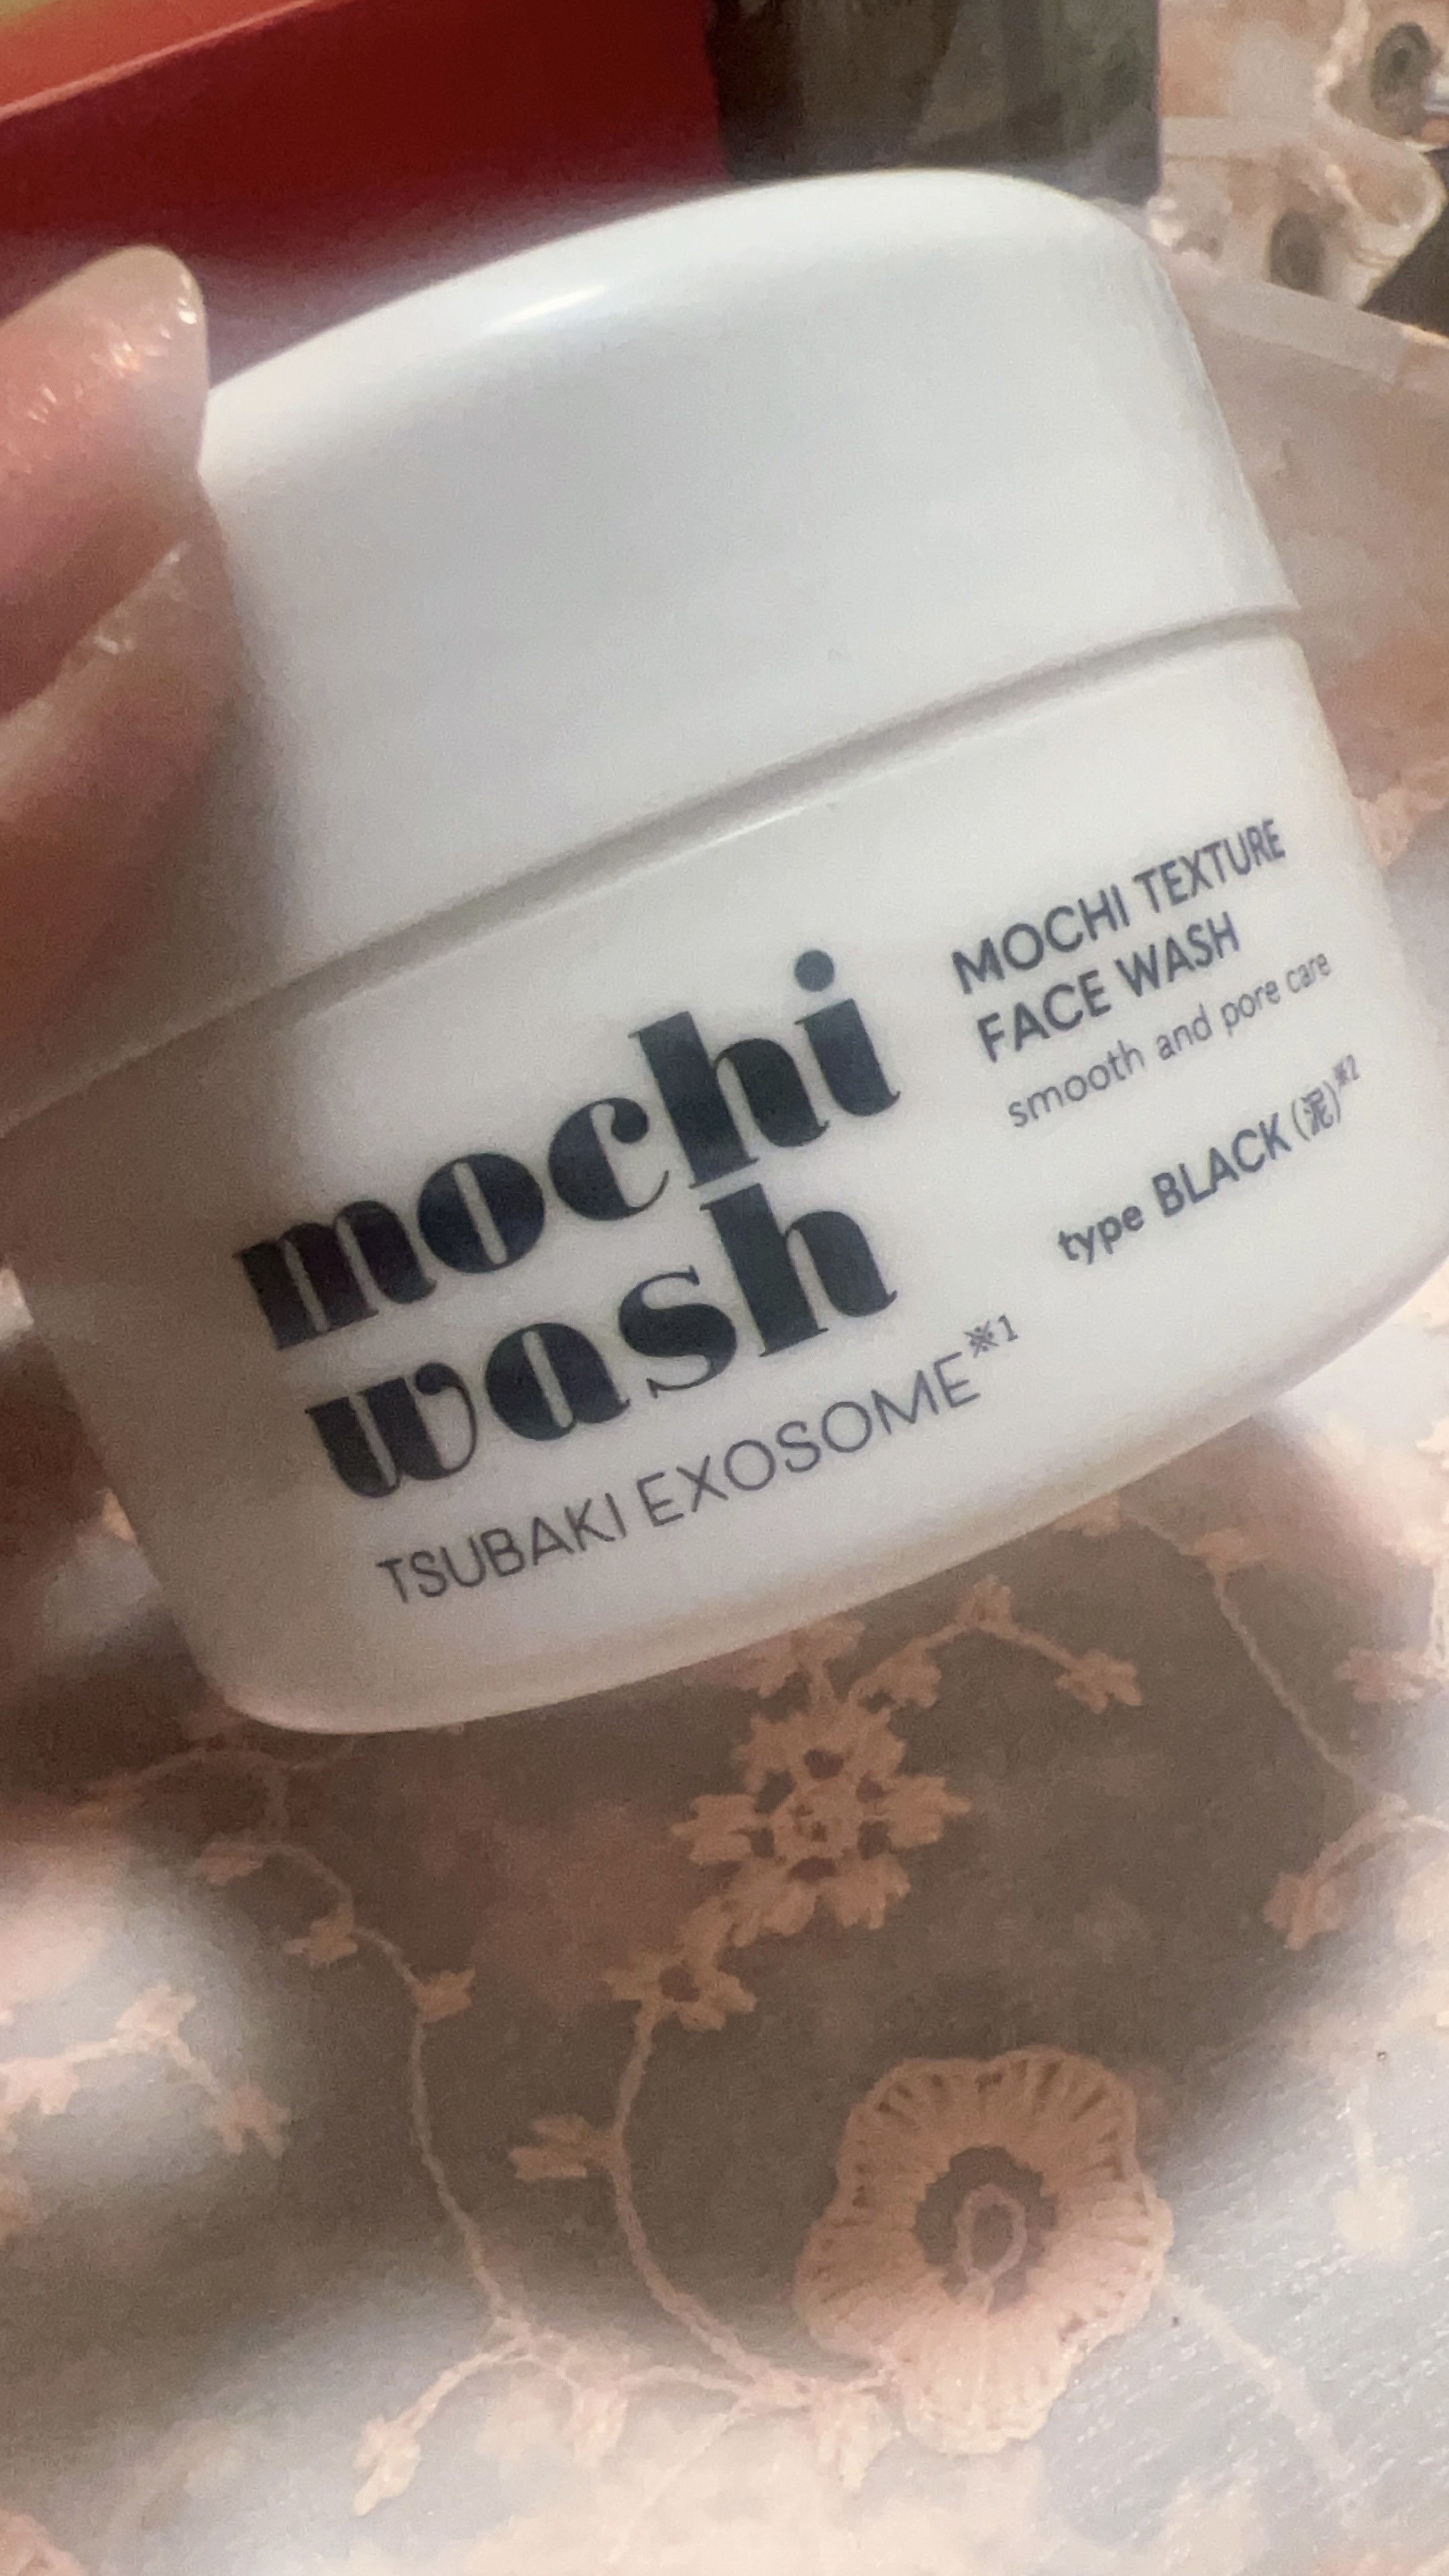 mochi
wash
TSUBAKI EXOSOME※1
MOCHI TEXTURE
FACE WASH
smooth and pore care
type BLACK (泥)※2